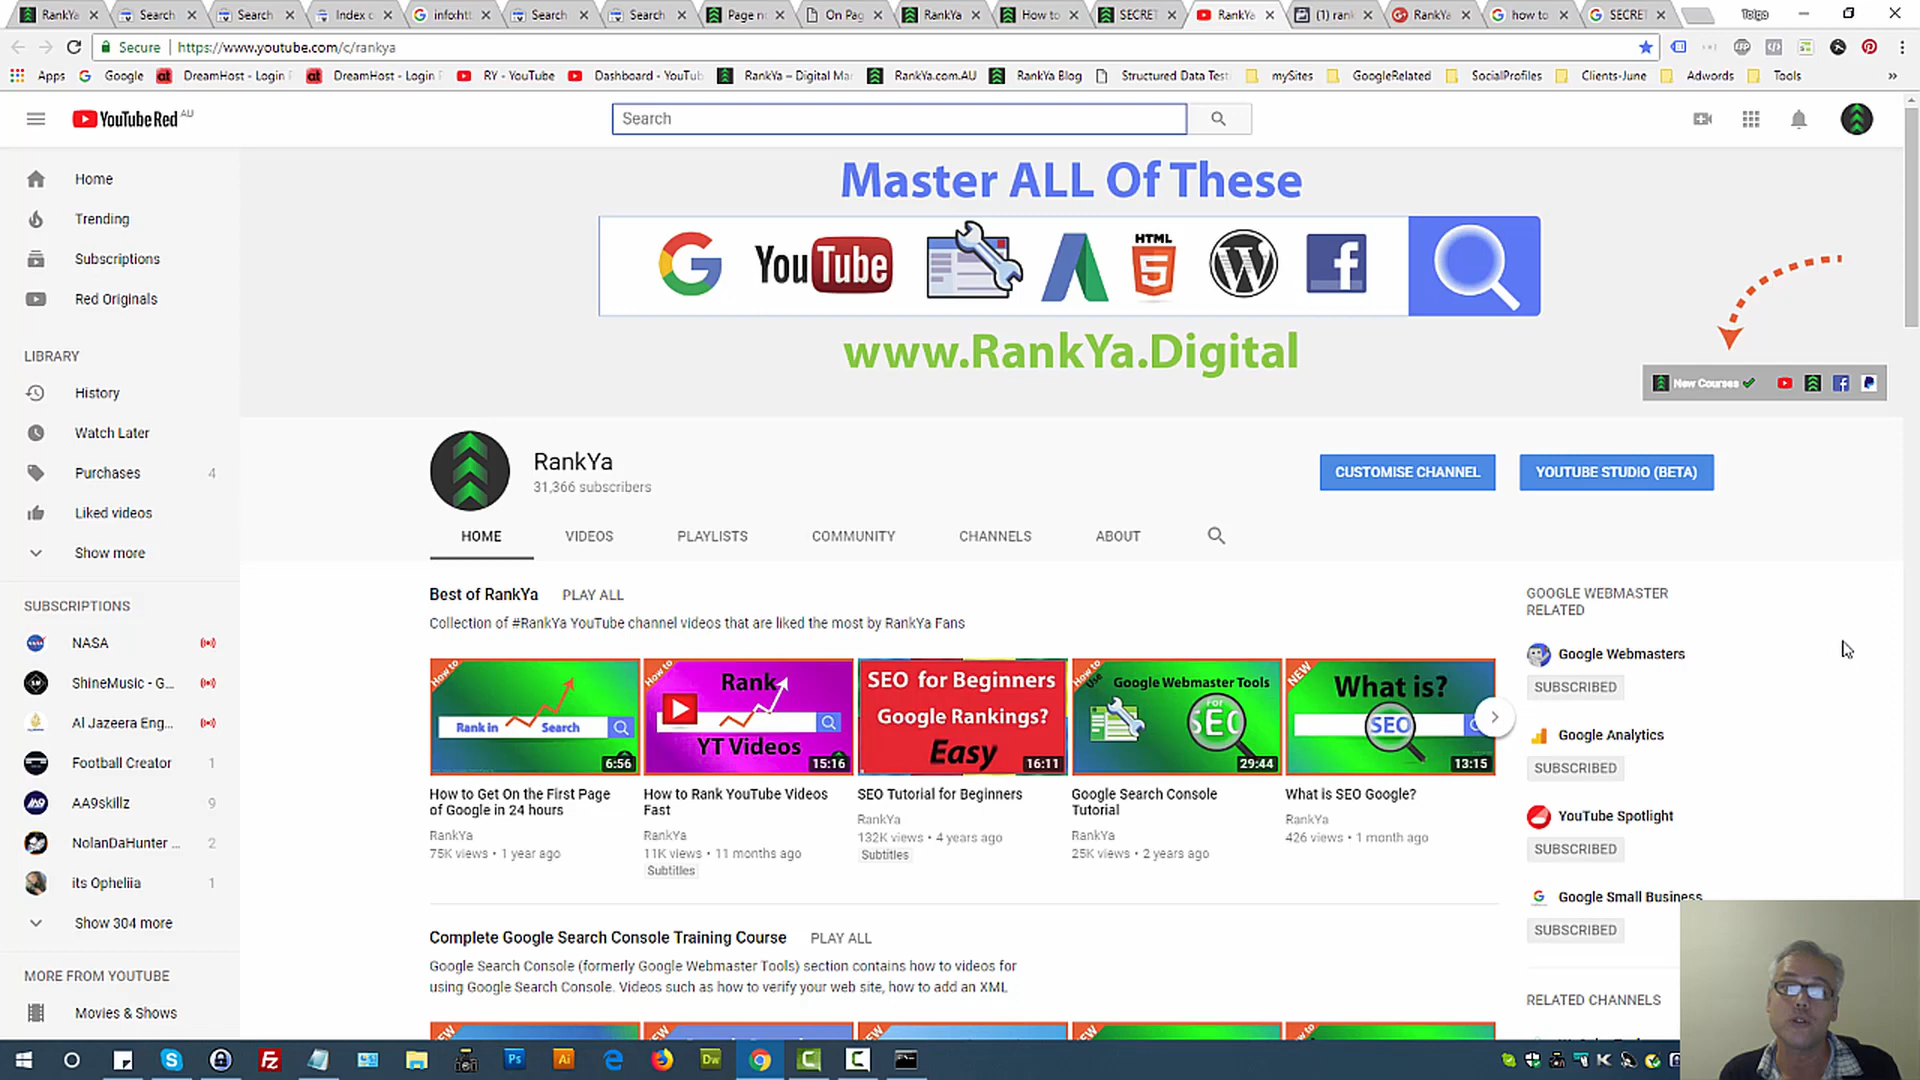 RankYa
Search
Search
Index c
info:htt
Search
Search
Page n
On Pag
RankYa
How to
SECRET
RankYa
(1) rank
RankYa
how to
SECRE
Tolga
Secure
https://www.youtube.com/c/rankya
Apps
Google
DreamHost - Login
DreamHost - Login
RY - YouTube
Dashboard - YouTub
RankYa – Digital Ma
RankYa.com.AU
RankYa Blog
Structured Data Test
mySites
GoogleRelated
SocialProfiles
Clients-June
Adwords
Tools
YouTube Red AU
Search
Home
Trending
Subscriptions
Red Originals
LIBRARY
History
Watch Later
Purchases 4
Liked videos
Show more
SUBSCRIPTIONS
NASA
ShineMusic - G...
Al Jazeera Eng...
Football Creator 1
AA9skillz 9
NolanDaHunter ... 2
its Opheliia 1
Show 304 more
MORE FROM YOUTUBE
Movies & Shows
Master ALL Of These
YouTube
HTML
5
www.RankYa.Digital
New Courses
RankYa
31,366 subscribers
CUSTOMISE CHANNEL
YOUTUBE STUDIO (BETA)
HOME
VIDEOS
PLAYLISTS
COMMUNITY
CHANNELS
ABOUT
Best of RankYa PLAY ALL
Collection of #RankYa YouTube channel videos that are liked the most by RankYa Fans
How to
Rank in Search
6:56
How to Get On the First Page
of Google in 24 hours
RankYa
75K views • 1 year ago
How to
Rank
YT Videos
15:16
How to Rank YouTube Videos
Fast
RankYa
11K views • 11 months ago
Subtitles
SEO for Beginners
Google Rankings?
Easy
16:11
SEO Tutorial for Beginners
RankYa
132K views • 4 years ago
Subtitles
How to
Use
Google Webmaster Tools
FOR
SEO
29:44
Google Search Console
Tutorial
RankYa
25K views • 2 years ago
NEW
What is?
SEO
13:15
What is SEO Google?
RankYa
426 views • 1 month ago
Complete Google Search Console Training Course PLAY ALL
Google Search Console (formerly Google Webmaster Tools) section contains how to videos for
using Google Search Console. Videos such as how to verify your web site, how to add an XML
GOOGLE WEBMASTER
RELATED
Google Webmasters
SUBSCRIBED
Google Analytics
SUBSCRIBED
YouTube Spotlight
SUBSCRIBED
Google Small Business
SUBSCRIBED
RELATED CHANNELS
Ps
Ai
Dw